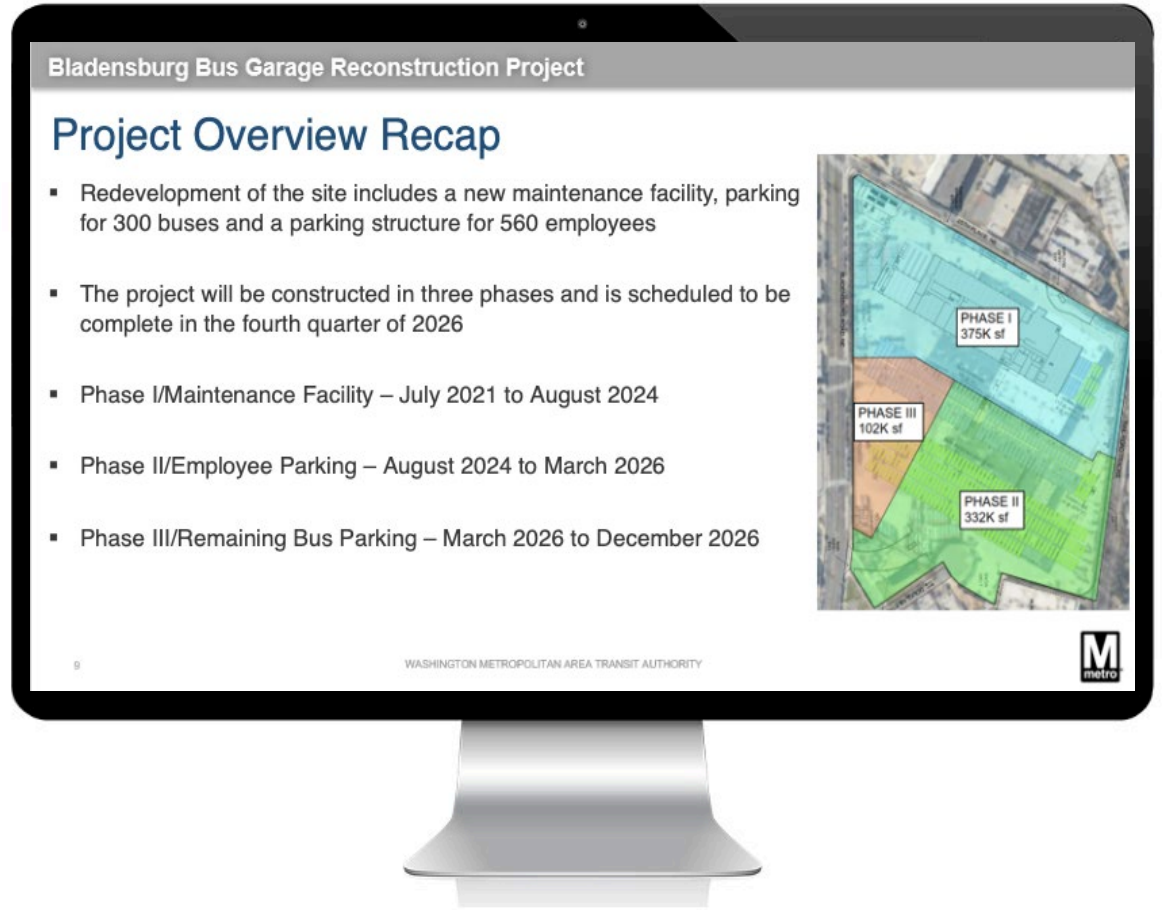 Bladensburg Bus Garage Reconstruction Project
Project Overview Recap
▪ Redevelopment of the site includes a new maintenance facility, parking
for 300 buses and a parking structure for 560 employees
▪ The project will be constructed in three phases and is scheduled to be
complete in the fourth quarter of 2026
▪ Phase I/Maintenance Facility – July 2021 to August 2024
▪ Phase II/Employee Parking – August 2024 to March 2026
▪ Phase III/Remaining Bus Parking – March 2026 to December 2026
PHASE I
375K sf
PHASE III
102K sf
PHASE II
332K sf
9
WASHINGTON METROPOLITAN AREA TRANSIT AUTHORITY
M
metro